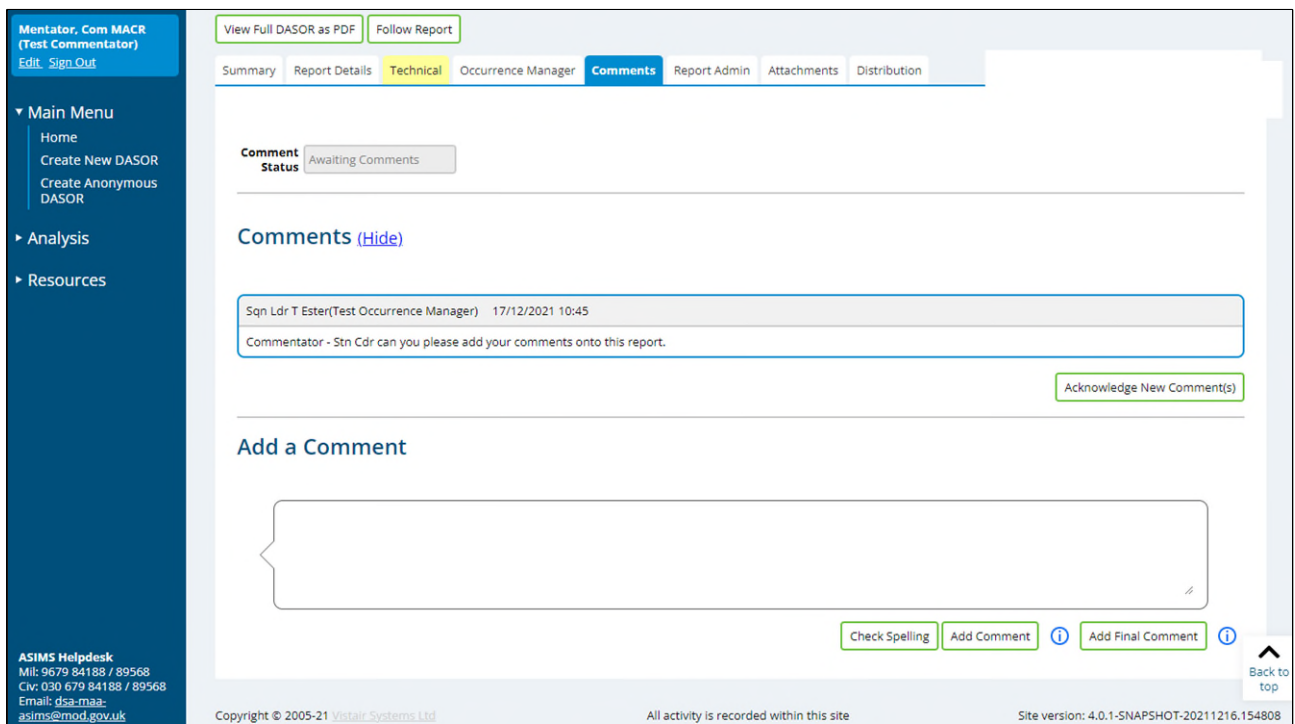 Mentator, Com MACR
(Test Commentator)
Edit Sign Out
Main Menu
Home
Create New DASOR
Create Anonymous
DASOR
Analysis
Resources
ASIMS Helpdesk
Mil: 9679 84188 / 89568
Civ: 030 679 84188 / 89568
Email: dsa-maa-
asims@mod.gov.uk
View Full DASOR as PDF Follow Report
Summary Report Details Technical Occurrence Manager Comments Report Admin Attachments Distribution
Comment
Status Awaiting Comments
Comments (Hide)
Sqn Ldr T Ester(Test Occurrence Manager) 17/12/2021 10:45
Commentator - Stn Cdr can you please add your comments onto this report.
Acknowledge New Comment(s)
Add a Comment
Check Spelling Add Comment i Add Final Comment i
Back to
top
Copyright © 2005-21 Vistair Systems Ltd All activity is recorded within this site Site version: 4.0.1-SNAPSHOT-20211216.154808